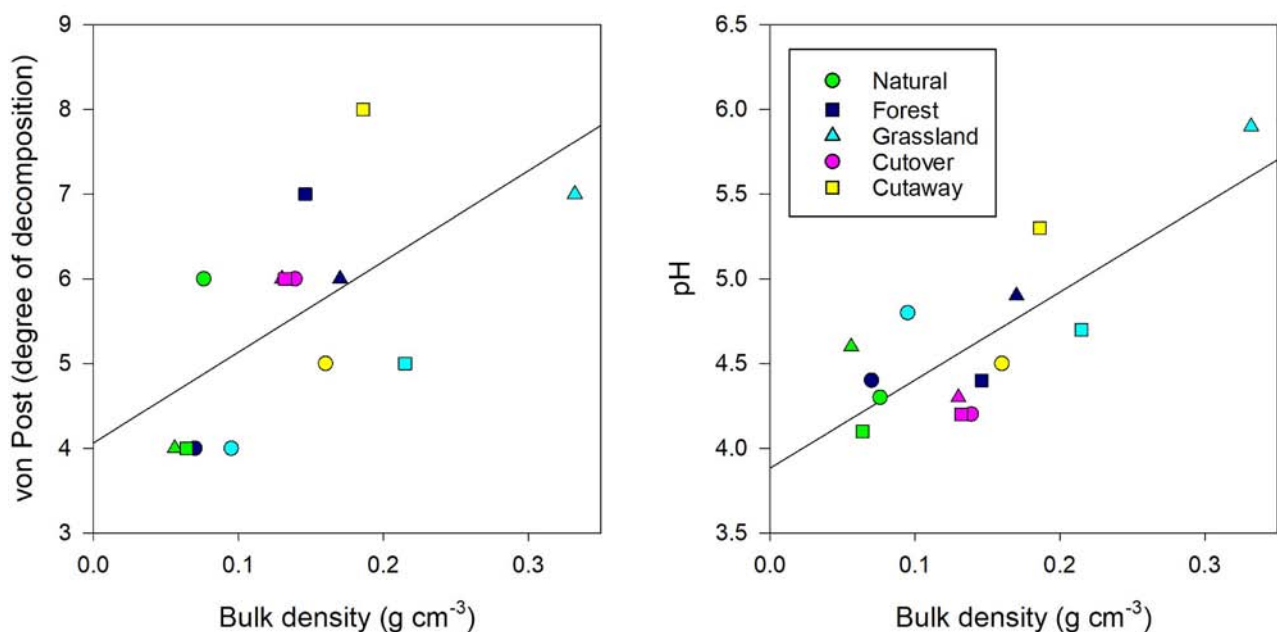 von Post (degree of decomposition)
9
8
7
6
5
4
3
0.0 0.1 0.2 0.3
Bulk density (g cm-3)
pH
6.5
6.0
5.5
5.0
4.5
4.0
3.5
Natural
Forest
Grassland
Cutover
Cutaway
0.0 0.1 0.2 0.3
Bulk density (g cm-3)